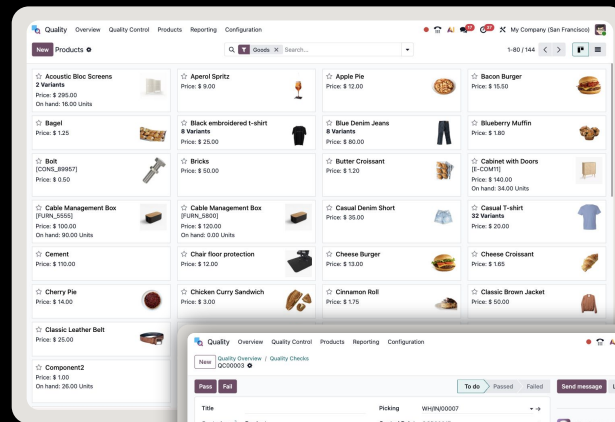 Quality Overview Quality Control Products Reporting Configuration
My Company (San Francisco)
New Products
Goods × Search...
1-80 / 144
Acoustic Bloc Screens
2 Variants
Price: $ 295.00
On hand: 16.00 Units
Aperol Spritz
Price: $ 9.00
Apple Pie
Price: $ 12.00
Bacon Burger
Price: $ 15.50
Bagel
Price: $ 1.25
Black embroidered t-shirt
8 Variants
Price: $ 25.00
Blue Denim Jeans
8 Variants
Price: $ 80.00
Blueberry Muffin
Price: $ 1.80
Bolt
[CONS_89957]
Price: $ 0.50
Bricks
Price: $ 50.00
Butter Croissant
Price: $ 1.20
Cabinet with Doors
[E-COM11]
Price: $ 140.00
On hand: 34.00 Units
Cable Management Box
[FURN_5555]
Price: $ 100.00
On hand: 90.00 Units
Cable Management Box
[FURN_5800]
Price: $ 120.00
On hand: 0.00 Units
Casual Denim Short
Price: $ 35.00
Casual T-shirt
32 Variants
Price: $ 20.00
Cement
Price: $ 110.00
Chair floor protection
Price: $ 12.00
Cheese Burger
Price: $ 13.00
Cheese Croissant
Price: $ 1.65
Cherry Pie
Price: $ 14.00
Chicken Curry Sandwich
Price: $ 3.00
Cinnamon Roll
Price: $ 1.75
Classic Brown Jacket
Price: $ 50.00
Classic Leather Belt
Price: $ 25.00
Component2
Price: $ 1.00
On hand: 26.00 Units
Quality Overview Quality Control Products Reporting Configuration
New
Quality Overview / Quality Checks
QC00003
Pass Fail
To do Passed Failed
Send message
Title
Picking WH/IN/00007